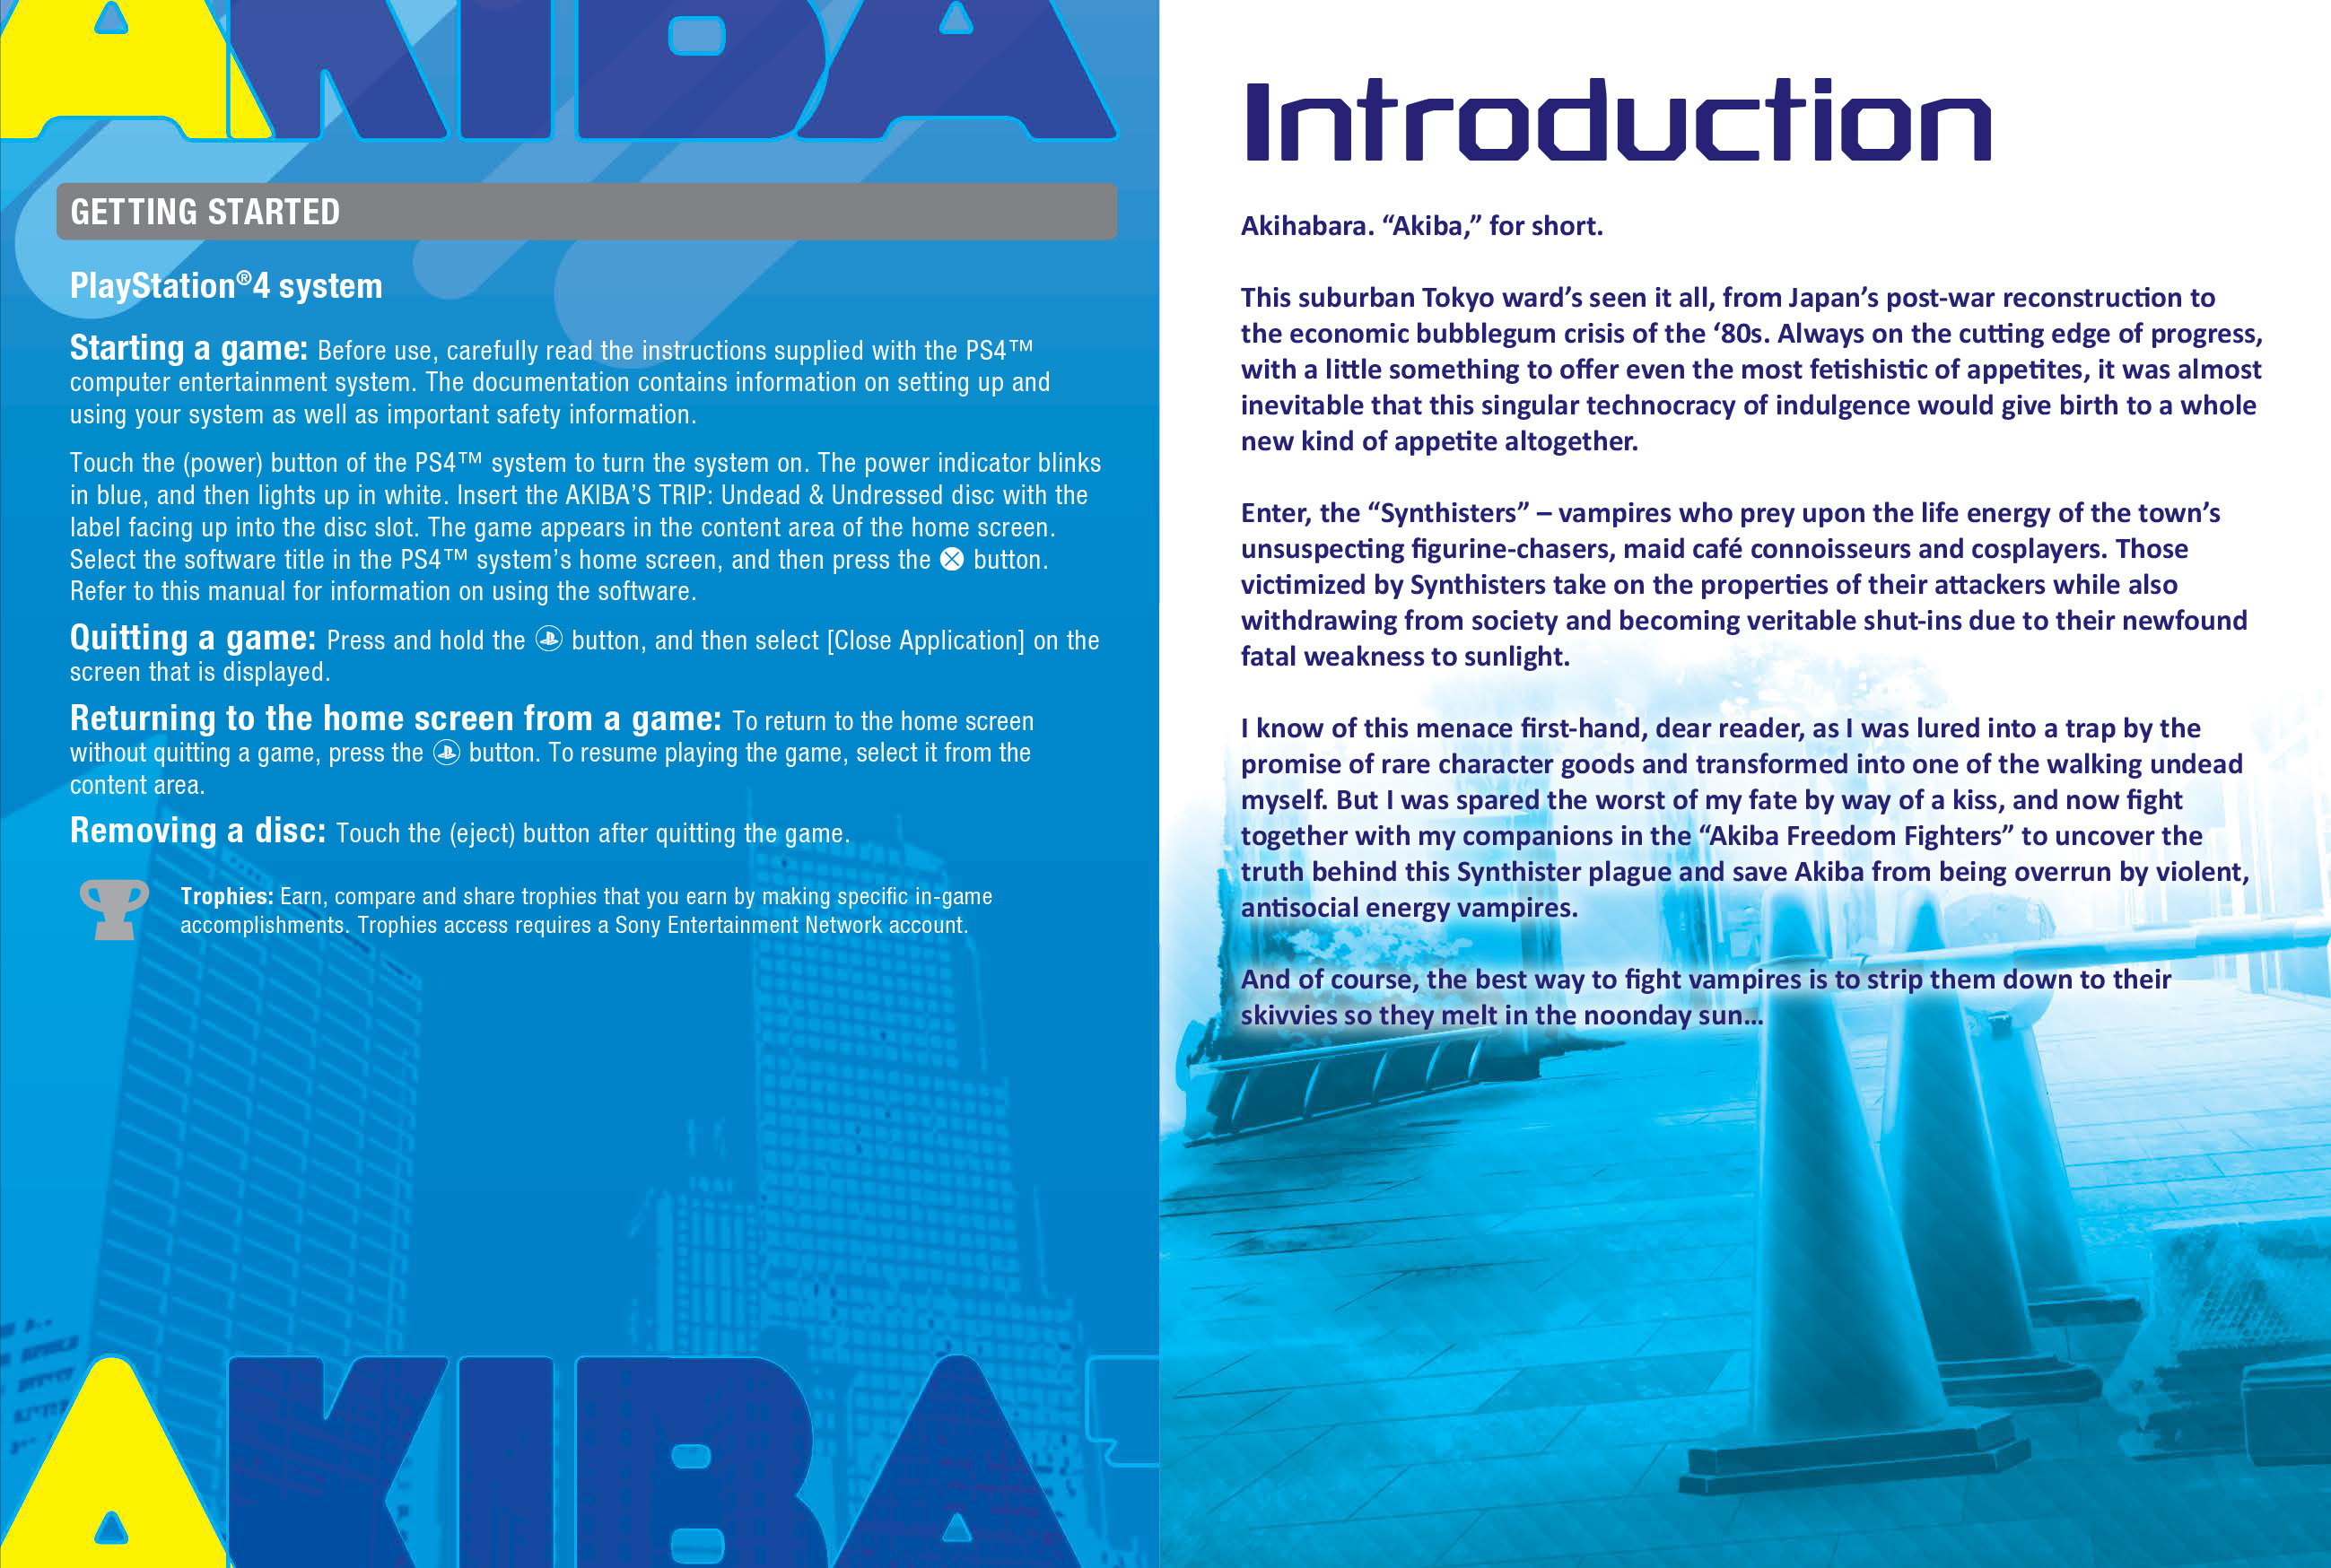 AKIBA
GETTING STARTED
PlayStation®4 system
Starting a game: Before use, carefully read the instructions supplied with the PS4™
computer entertainment system. The documentation contains information on setting up and
using your system as well as important safety information.
Touch the (power) button of the PS4™ system to turn the system on. The power indicator blinks
in blue, and then lights up in white. Insert the AKIBA’S TRIP: Undead & Undressed disc with the
label facing up into the disc slot. The game appears in the content area of the home screen.
Select the software title in the PS4™ system’s home screen, and then press the ⊗ button.
Refer to this manual for information on using the software.
Quitting a game: Press and hold the button, and then select [Close Application] on the
screen that is displayed.
Returning to the home screen from a game: To return to the home screen
without quitting a game, press the button. To resume playing the game, select it from the
content area.
Removing a disc: Touch the (eject) button after quitting the game.
Trophies: Earn, compare and share trophies that you earn by making specific in-game
accomplishments. Trophies access requires a Sony Entertainment Network account.
AKIBA
Introduction
Akihabara. “Akiba,” for short.
This suburban Tokyo ward’s seen it all, from Japan’s post-war reconstruction to
the economic bubblegum crisis of the ‘80s. Always on the cutting edge of progress,
with a little something to offer even the most fetishistic of appetites, it was almost
inevitable that this singular technocracy of indulgence would give birth to a whole
new kind of appetite altogether.
Enter, the “Synthisters” – vampires who prey upon the life energy of the town’s
unsuspecting figurine-chasers, maid café connoisseurs and cosplayers. Those
victimized by Synthisters take on the properties of their attackers while also
withdrawing from society and becoming veritable shut-ins due to their newfound
fatal weakness to sunlight.
I know of this menace first-hand, dear reader, as I was lured into a trap by the
promise of rare character goods and transformed into one of the walking undead
myself. But I was spared the worst of my fate by way of a kiss, and now fight
together with my companions in the “Akiba Freedom Fighters” to uncover the
truth behind this Synthister plague and save Akiba from being overrun by violent,
antisocial energy vampires.
And of course, the best way to fight vampires is to strip them down to their
skivvies so they melt in the noonday sun…